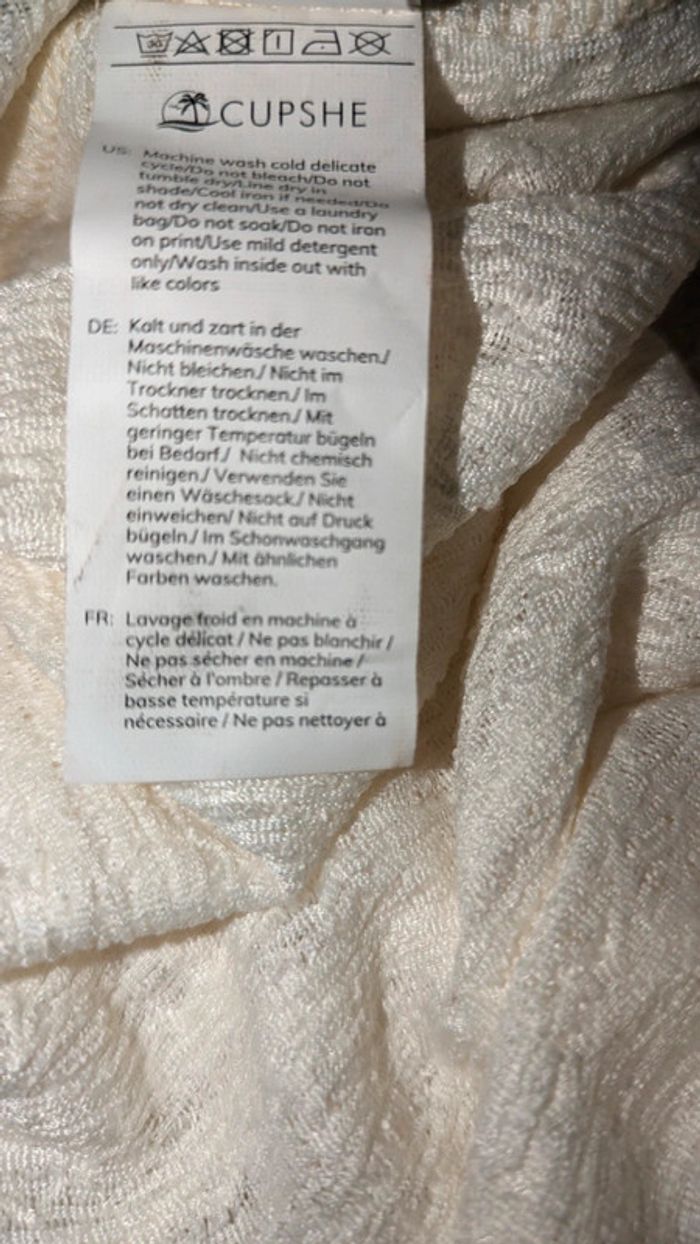 CUPSHE
US: Machine wash cold delicate
cycle/Do not bleach/Do not
tumble dry/Line dry in
shade/Cool iron if needed/Do
not dry clean/Use a laundry
bag/Do not soak/Do not iron
on print/Use mild detergent
only/Wash inside out with
like colors
DE: Kalt und zart in der
Maschinenwäsche waschen./
Nicht bleichen./ Nicht im
Trockner trocknen./ Im
Schatten trocknen./ Mit
geringer Temperatur bügeln
bei Bedarf./ Nicht chemisch
reinigen./ Verwenden Sie
einen Wäschesack./ Nicht
einweichen/ Nicht auf Druck
bügeln./ Im Schonwaschgang
waschen./ Mit ähnlichen
Farben waschen.
FR: Lavage froid en machine à
cycle délicat / Ne pas blanchir /
Ne pas sécher en machine /
Sécher à l'ombre / Repasser à
basse température si
nécessaire / Ne pas nettoyer à